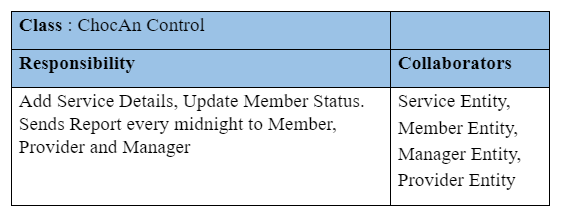 Class : ChocAn Control
Responsibility
Collaborators
Add Service Details, Update Member Status.
Sends Report every midnight to Member,
Provider and Manager
Service Entity,
Member Entity,
Manager Entity,
Provider Entity